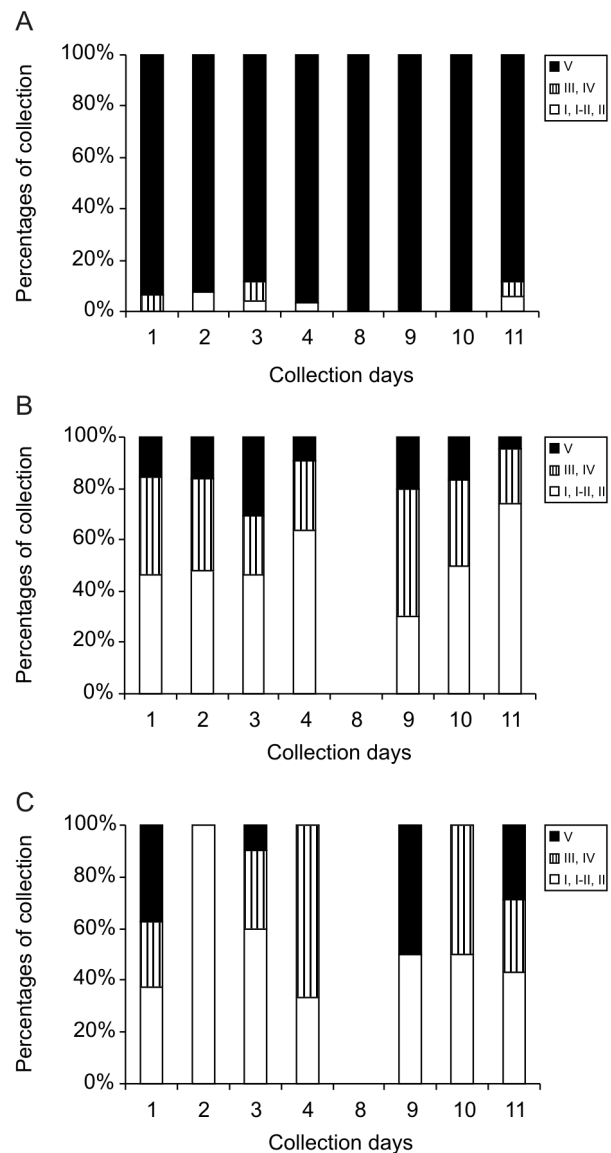 A
100%
80%
60%
40%
20%
0%
Percentages of collection
1 2 3 4 8 9 10 11
Collection days
V
III, IV
I, I-II, II
B
100%
80%
60%
40%
20%
0%
Percentages of collection
1 2 3 4 8 9 10 11
Collection days
V
III, IV
I, I-II, II
C
100%
80%
60%
40%
20%
0%
Percentages of collection
1 2 3 4 8 9 10 11
Collection days
V
III, IV
I, I-II, II